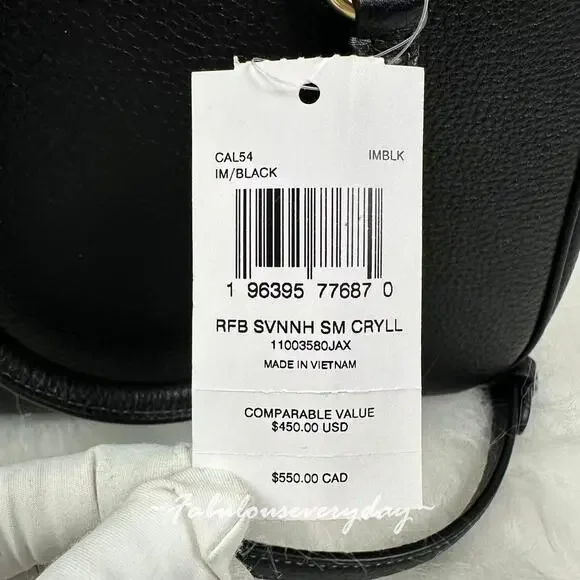 CAL54 IMBLK
IM/BLACK
1 96395 77687 0
RFB SVNNH SM CRYLL
11003580JAX
MADE IN VIETNAM
COMPARABLE VALUE
$450.00 USD
$550.00 CAD
~Fabulouseveryday~